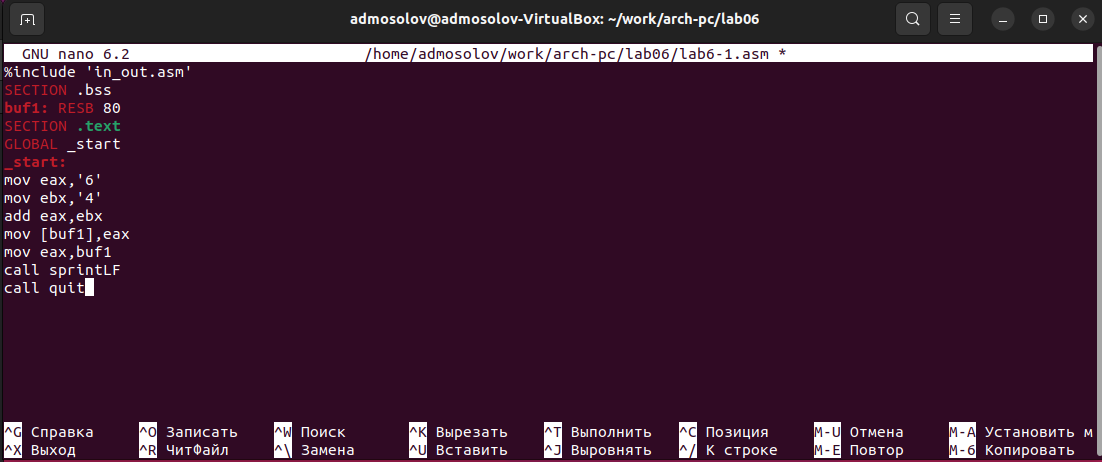 admosolov@admosolov-VirtualBox: ~/work/arch-pc/lab06
GNU nano 6.2 /home/admosolov/work/arch-pc/lab06/lab6-1.asm *
%include 'in_out.asm'
SECTION .bss
buf1: RESB 80
SECTION .text
GLOBAL _start
_start:
mov eax,'6'
mov ebx,'4'
add eax,ebx
mov [buf1],eax
mov eax,buf1
call sprintLF
call quit
^G Справка ^O Записать ^W Поиск ^K Вырезать ^T Выполнить ^C Позиция M-U Отмена M-A Установить м
^X Выход ^R ЧитФайл ^\ Замена ^U Вставить ^J Выровнять ^/ К строке M-E Повтор M-6 Копировать